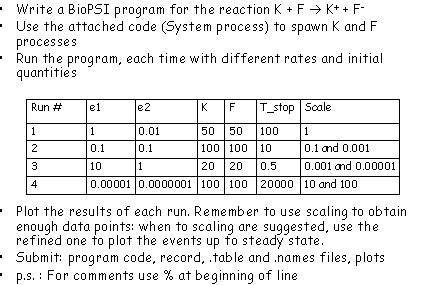 • Write a BioPSI program for the reaction K + F → K⁺ + F⁻
• Use the attached code (System process) to spawn K and F
processes
• Run the program, each time with different rates and initial
quantities
Run # e1 e2 K F T_stop Scale
1 1 0.01 50 50 100 1
2 0.1 0.1 100 100 10 0.1 and 0.001
3 10 1 20 20 0.5 0.001 and 0.00001
4 0.00001 0.0000001 100 100 20000 10 and 100
• Plot the results of each run. Remember to use scaling to obtain
enough data points: when to scaling are suggested, use the
refined one to plot the events up to steady state.
• Submit: program code, record, .table and .names files, plots
• p.s. : For comments use % at beginning of line